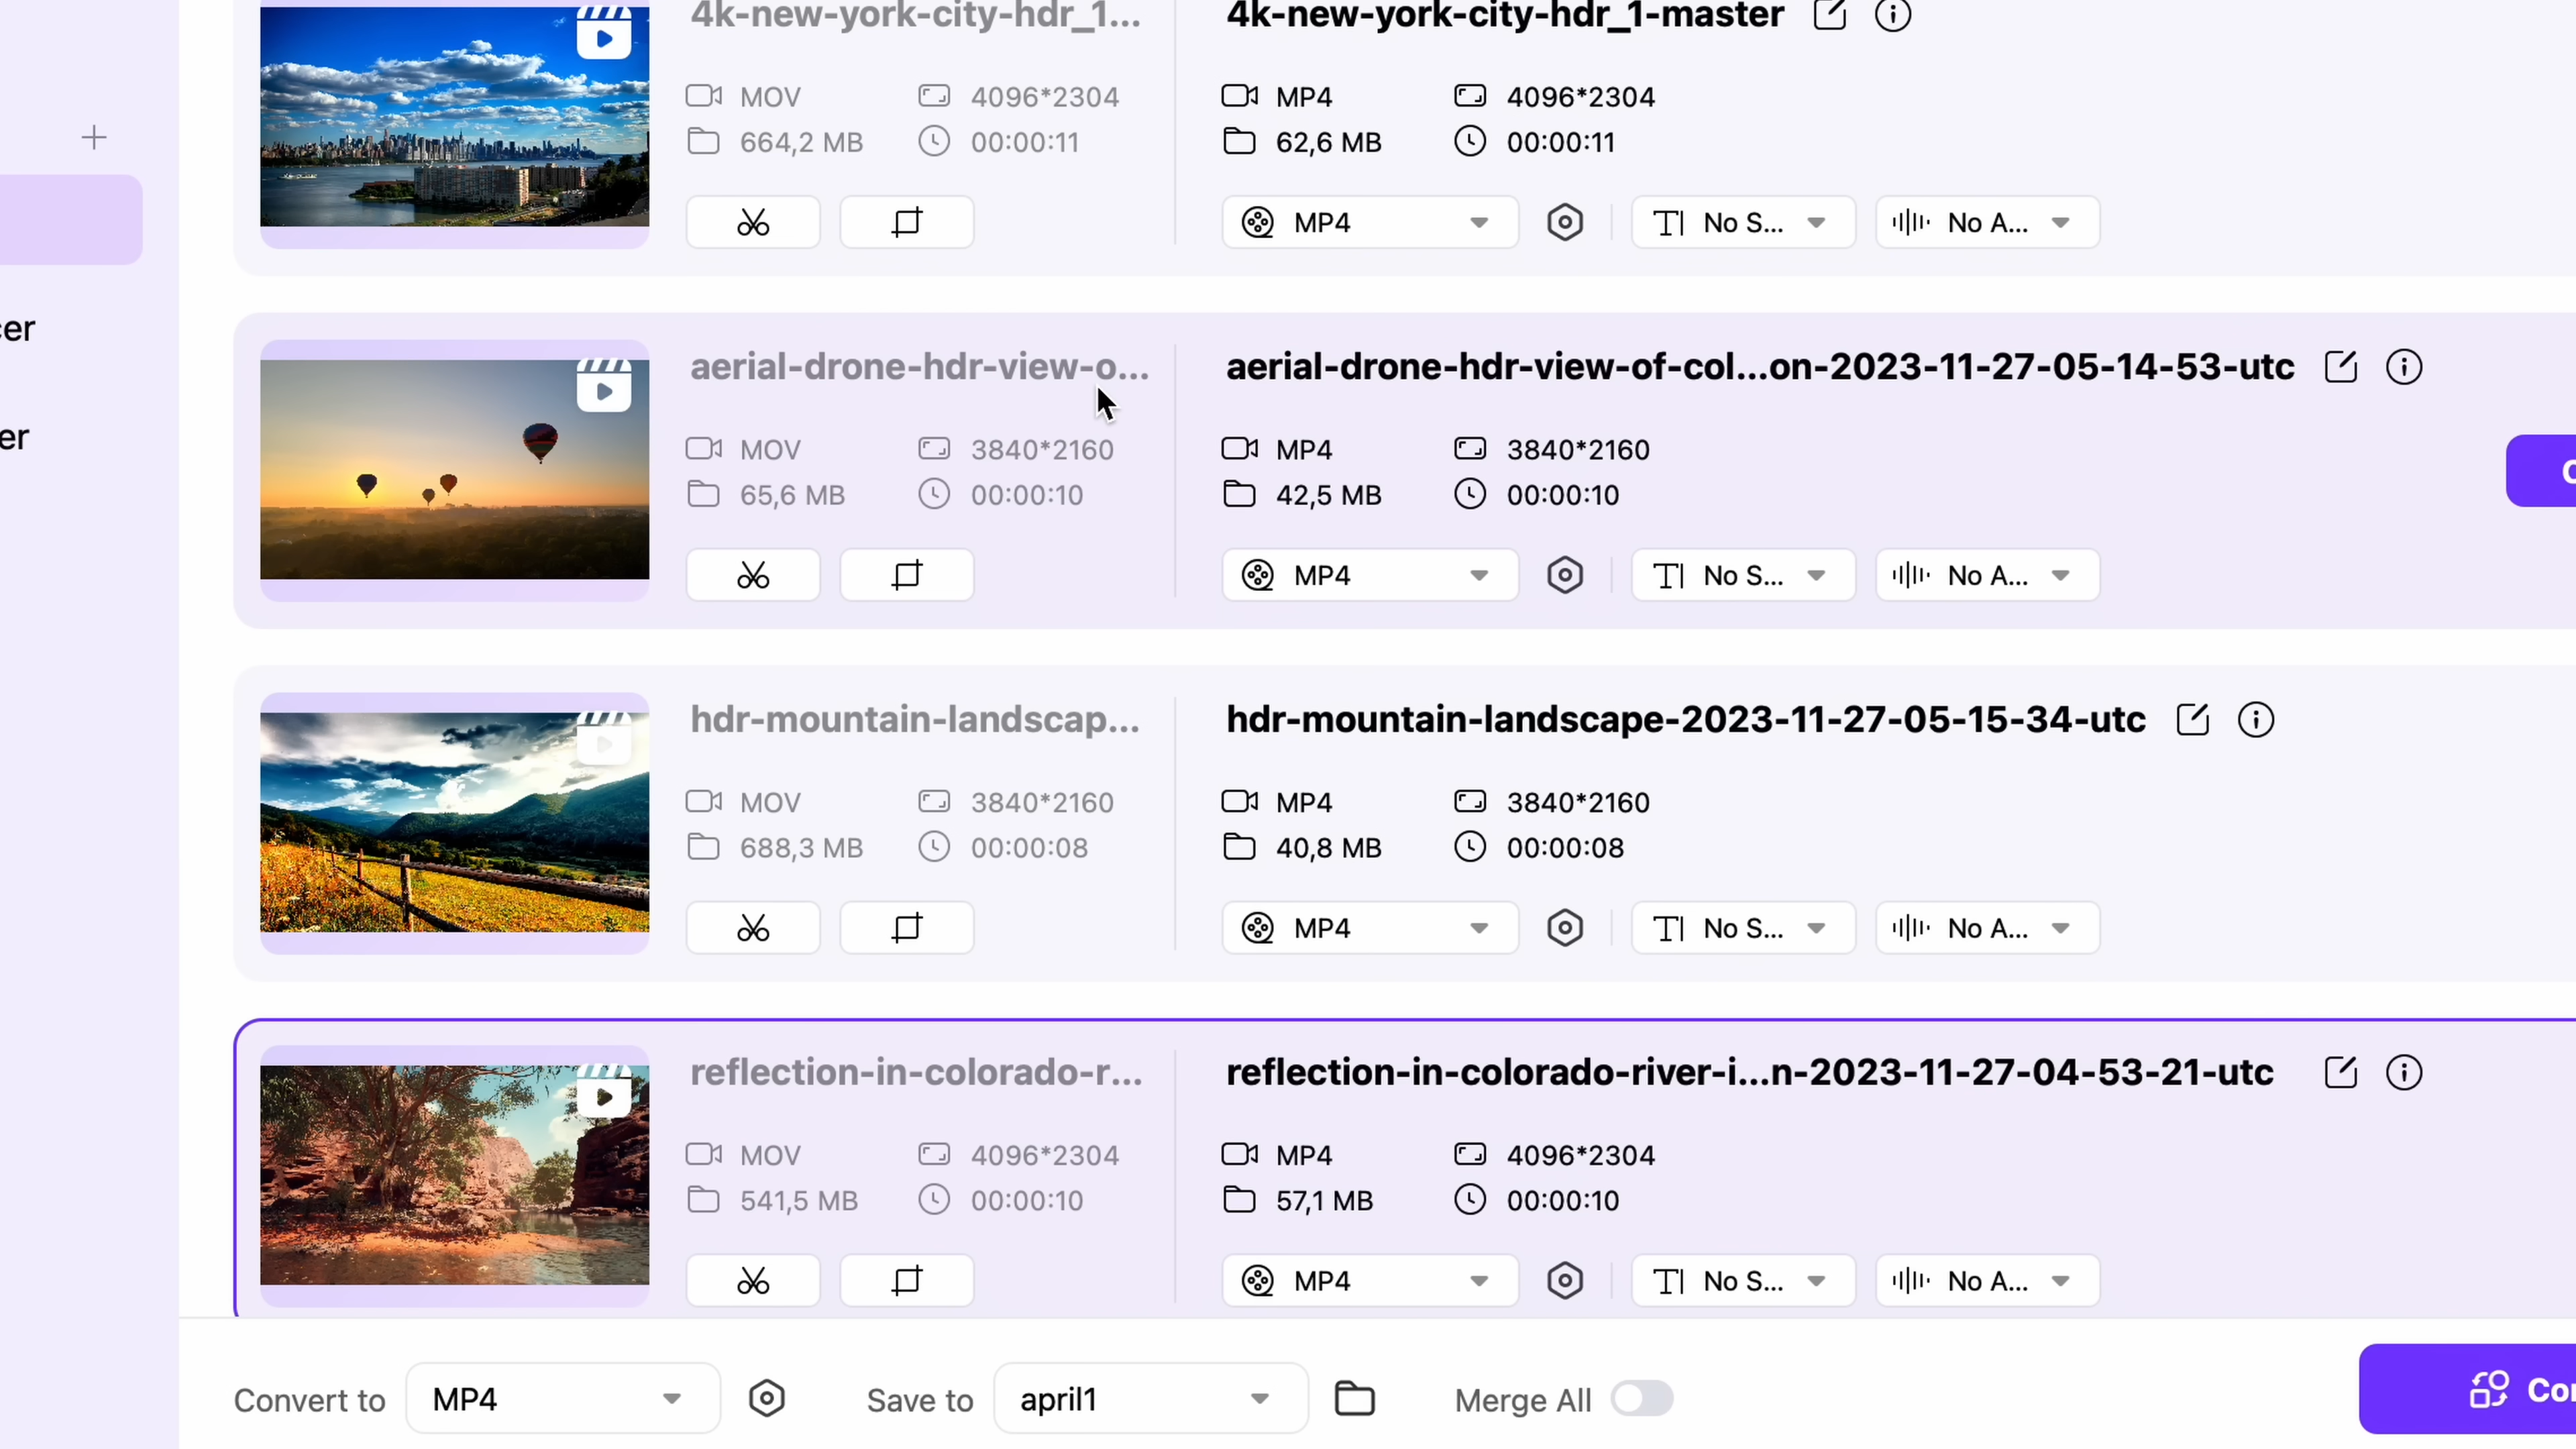 4k-new-york-city-hdr_1...
4k-new-york-city-hdr_1-master
MOV 4096*2304
MP4 4096*2304
664,2 MB 00:00:11
62,6 MB 00:00:11
MP4 No S... No A...
cer
er
aerial-drone-hdr-view-o...
aerial-drone-hdr-view-of-col...on-2023-11-27-05-14-53-utc
MOV 3840*2160
MP4 3840*2160
65,6 MB 00:00:10
42,5 MB 00:00:10
MP4 No S... No A...
hdr-mountain-landscap...
hdr-mountain-landscape-2023-11-27-05-15-34-utc
MOV 3840*2160
MP4 3840*2160
688,3 MB 00:00:08
40,8 MB 00:00:08
MP4 No S... No A...
reflection-in-colorado-r...
reflection-in-colorado-river-i...n-2023-11-27-04-53-21-utc
MOV 4096*2304
MP4 4096*2304
541,5 MB 00:00:10
57,1 MB 00:00:10
MP4 No S... No A...
Convert to MP4 Save to april1 Merge All